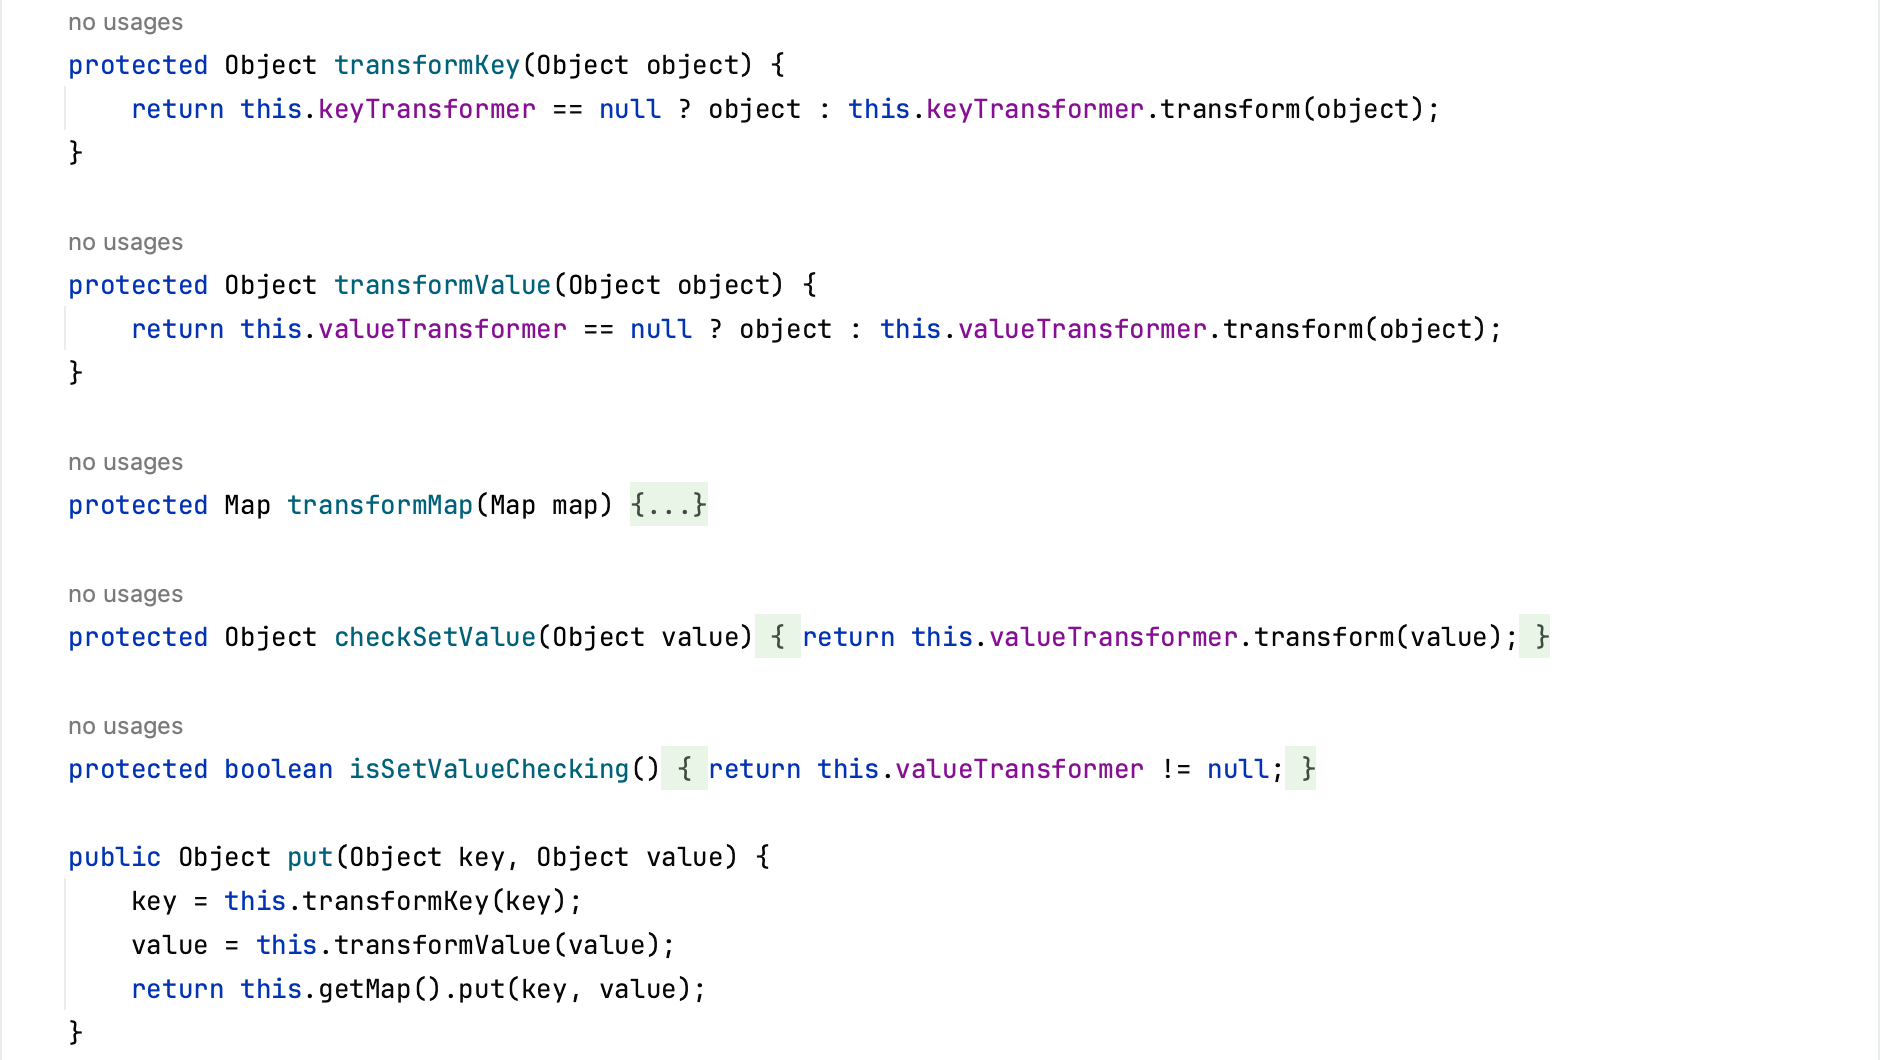 no usages
protected Object transformKey(Object object) {
    return this.keyTransformer == null ? object : this.keyTransformer.transform(object);
}
no usages
protected Object transformValue(Object object) {
    return this.valueTransformer == null ? object : this.valueTransformer.transform(object);
}
no usages
protected Map transformMap(Map map) {...}
no usages
protected Object checkSetValue(Object value) { return this.valueTransformer.transform(value); }
no usages
protected boolean isSetValueChecking() { return this.valueTransformer != null; }
public Object put(Object key, Object value) {
    key = this.transformKey(key);
    value = this.transformValue(value);
    return this.getMap().put(key, value);
}